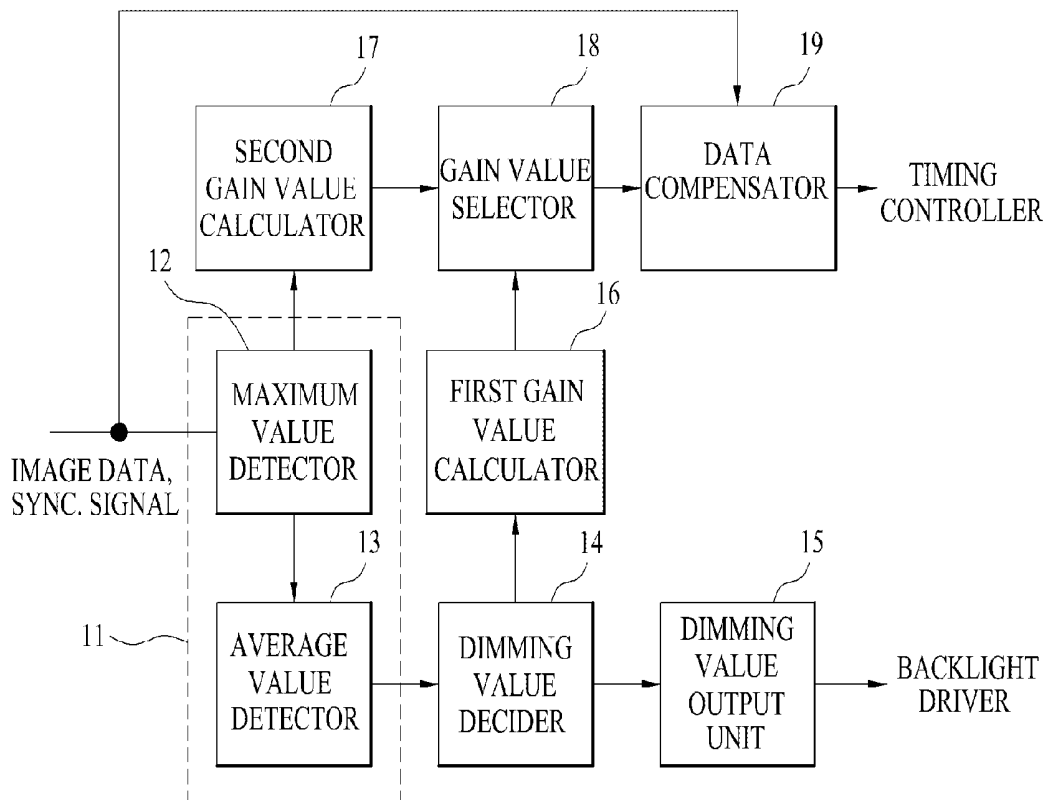 17
18
19
SECOND
GAIN VALUE
CALCULATOR
GAIN VALUE
SELECTOR
DATA
COMPENSATOR
TIMING
CONTROLLER
12
16
MAXIMUM
VALUE
DETECTOR
FIRST GAIN
VALUE
CALCULATOR
IMAGE DATA,
SYNC. SIGNAL
13
14
15
11
AVERAGE
VALUE
DETECTOR
DIMMING
VALUE
DECIDER
DIMMING
VALUE
OUTPUT
UNIT
BACKLIGHT
DRIVER